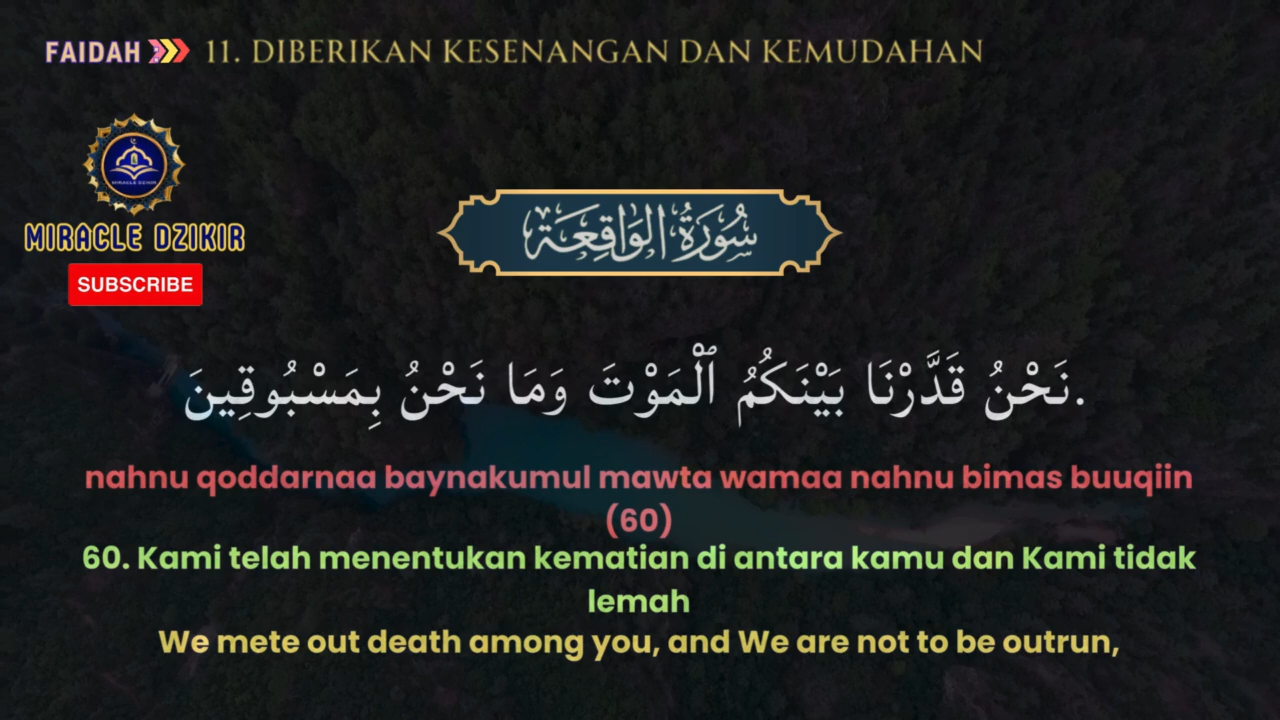 FAIDAH 11. DIBERIKAN KESENANGAN DAN KEMUDAHAN
MIRACLE DZIKIR
MIRACLE DZIKIR
SUBSCRIBE
سُورَةُ الوَاقِعَة
نَحْنُ قَدَّرْنَا بَيْنَكُمُ ٱلْمَوْتَ وَمَا نَحْنُ بِمَسْبُوقِينَ.
nahnu qoddarnaa baynakumul mawta wamaa nahnu bimas buuqiin
(60)
60. Kami telah menentukan kematian di antara kamu dan Kami tidak
lemah
We mete out death among you, and We are not to be outrun,